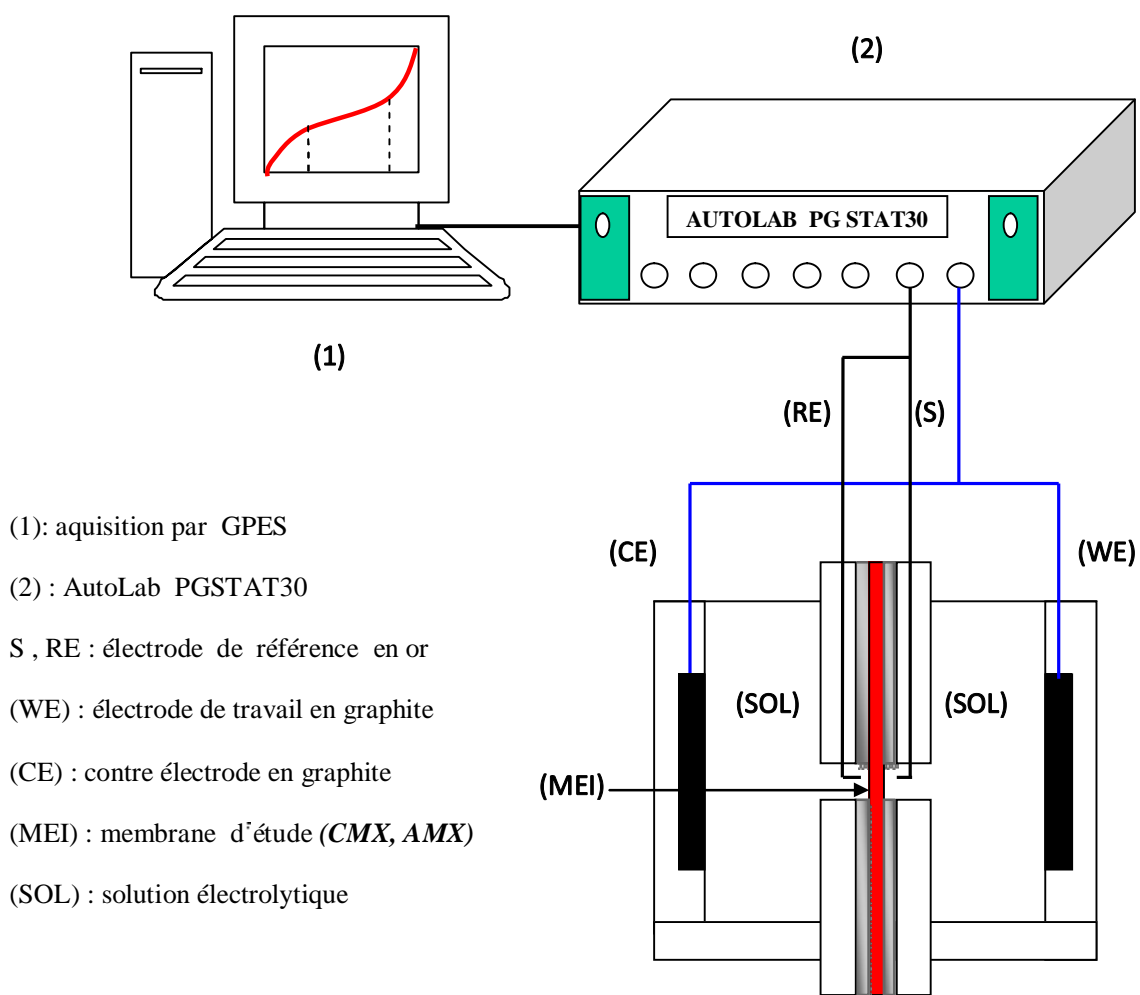 (2)
AUTOLAB PG STAT30
(1)
(RE)
(S)
(1): aquisition par GPES
(CE)
(WE)
(2) : AutoLab PGSTAT30
S , RE : électrode de référence en or
(WE) : électrode de travail en graphite
(SOL)
(SOL)
(CE) : contre électrode en graphite
(MEI)
(MEI) : membrane d'étude (CMX, AMX)
(SOL) : solution électrolytique